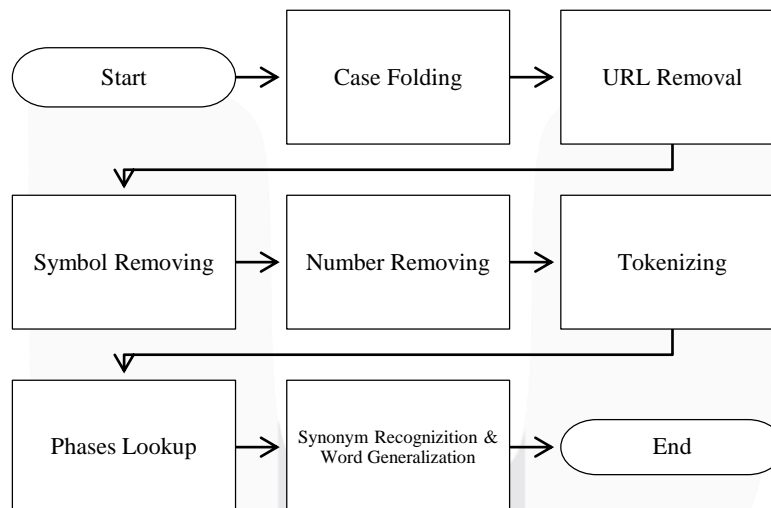 Start
Case Folding
URL Removal
Symbol Removing
Number Removing
Tokenizing
Phases Lookup
Synonym Recognizition &
Word Generalization
End